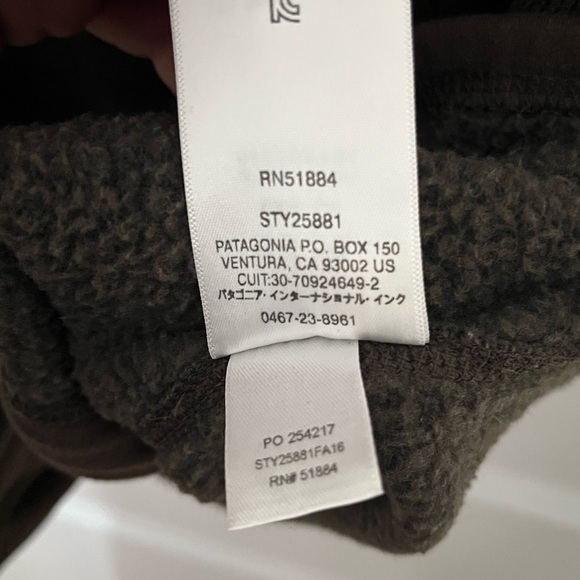 RN51884
STY25881
PATAGONIA P.O. BOX 150
VENTURA, CA 93002 US
CUIT:30-70924649-2
パタゴニア・インターナショナル・インク
0467-23-8961
PO 254217
STY25881FA16
RN# 51884